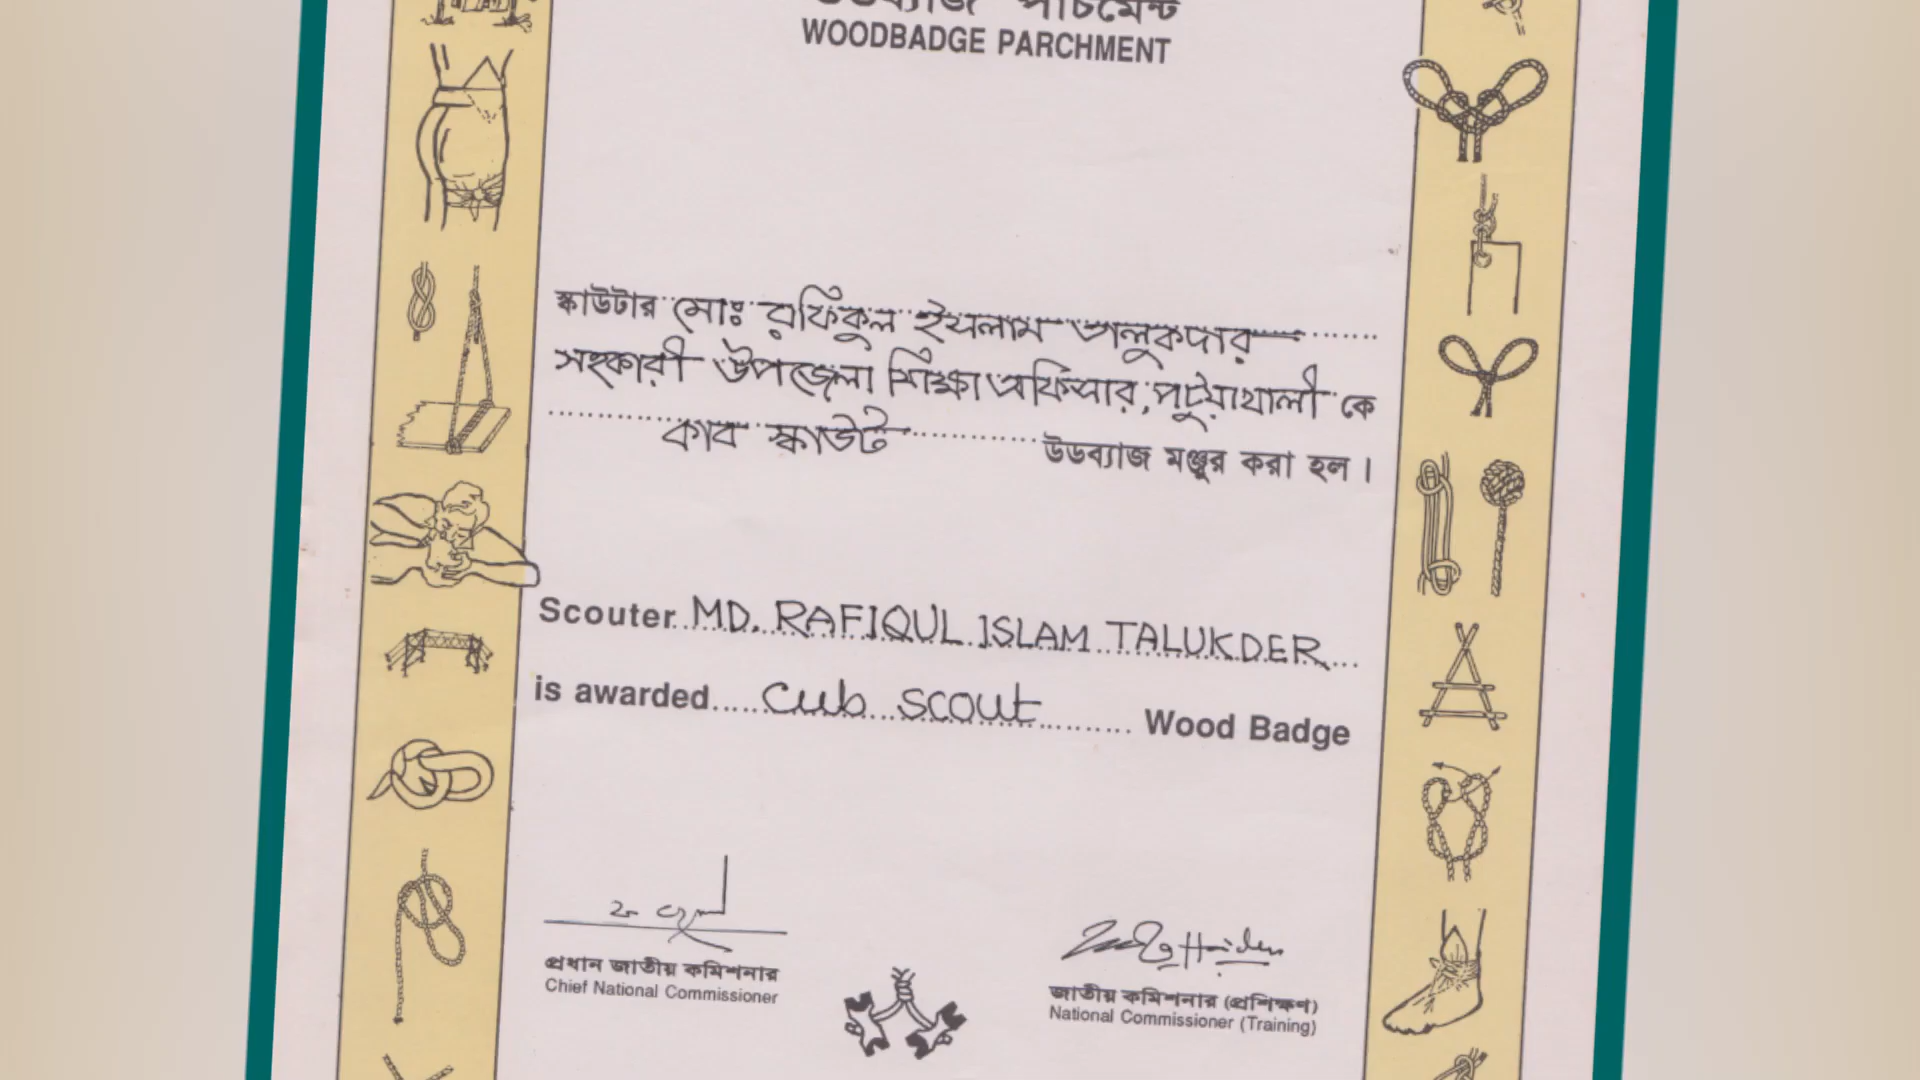 উডব্যাজ পার্চমেন্ট
WOODBADGE PARCHMENT
স্কাউটার মোঃ রফিকুল ইসলাম তালুকদার
সহকারী উপজেলা শিক্ষা অফিসার, পটুয়াখালী কে
কাব স্কাউট উডব্যাজ মঞ্জুর করা হল।
Scouter MD. RAFIQUL ISLAM TALUKDER
is awarded cub scout Wood Badge
প্রধান জাতীয় কমিশনার
Chief National Commissioner
জাতীয় কমিশনার (প্রশিক্ষণ)
National Commissioner (Training)